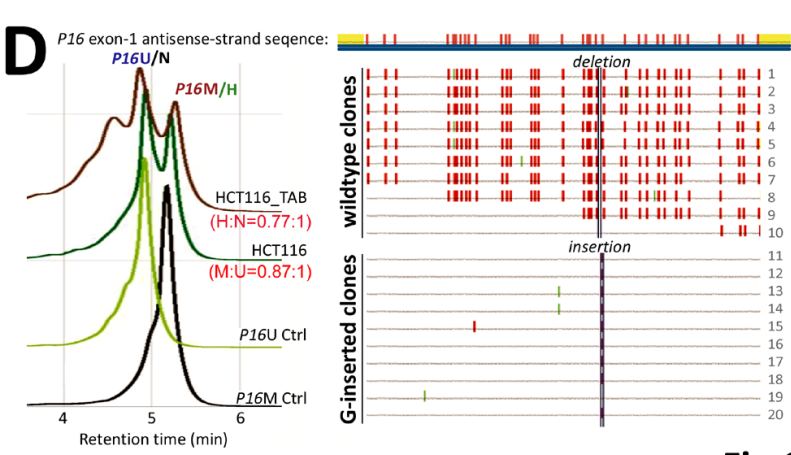 D
P16 exon-1 antisense-strand seqence:
P16U/N
P16M/H
HCT116_TAB
(H:N=0.77:1)
HCT116
(M:U=0.87:1)
P16U Ctrl
P16M Ctrl
4 5 6
Retention time (min)
deletion
wildtype clones
1
2
3
4
5
6
7
8
9
10
insertion
G-inserted clones
11
12
13
14
15
16
17
18
19
20